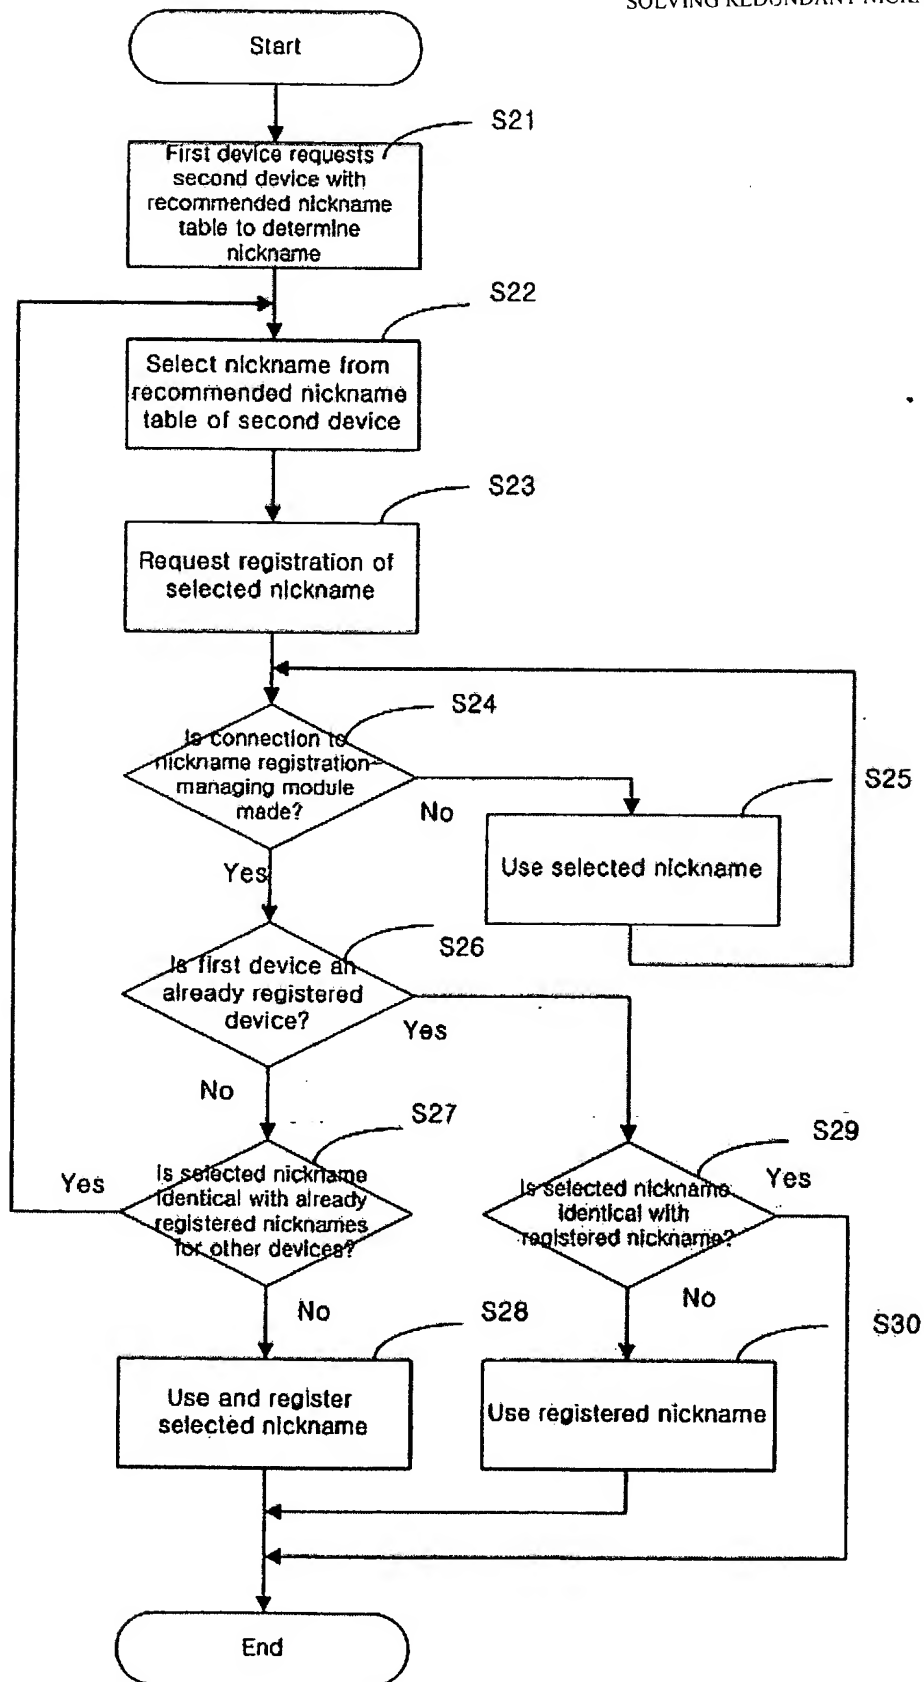 SOLVING REDUNDANT
Start
S21
First device requests
second device with
recommended nickname
table to determine
nickname
S22
Select nickname from
recommended nickname
table of second device
S23
Request registration of
selected nickname
S24
Is connection to
nickname registration-
managing module
made?
No
S25
Use selected nickname
Yes
S26
Is first device an
already registered
device?
Yes
No
S27
Is selected nickname
identical with already
registered nicknames
for other devices?
Yes
S29
Is selected nickname
identical with
registered nickname?
Yes
No
S28
Use and register
selected nickname
No
S30
Use registered nickname
End